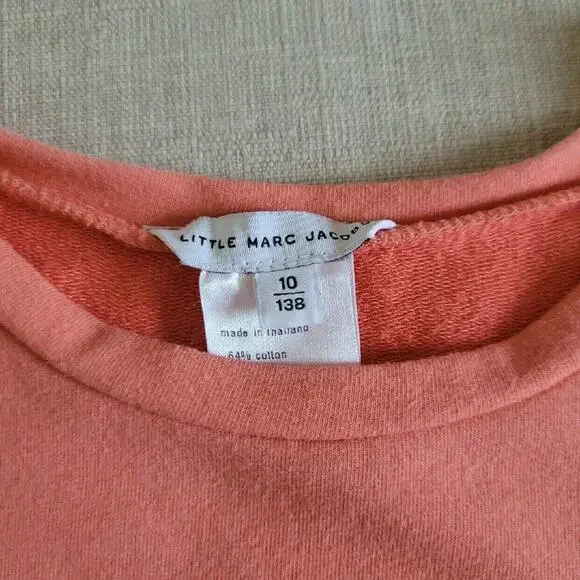 LITTLE MARC JACOBS
10
138
made in thailand
64% cotton